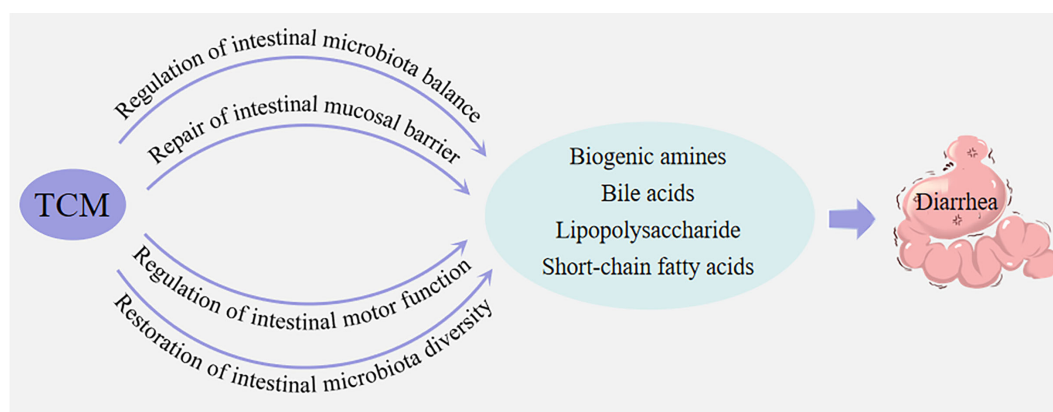 Regulation of intestinal microbiota balance
Repair of intestinal mucosal barrier
TCM
Regulation of intestinal motor function
Restoration of intestinal microbiota diversity
Biogenic amines
Bile acids
Lipopolysaccharide
Short-chain fatty acids
Diarrhea